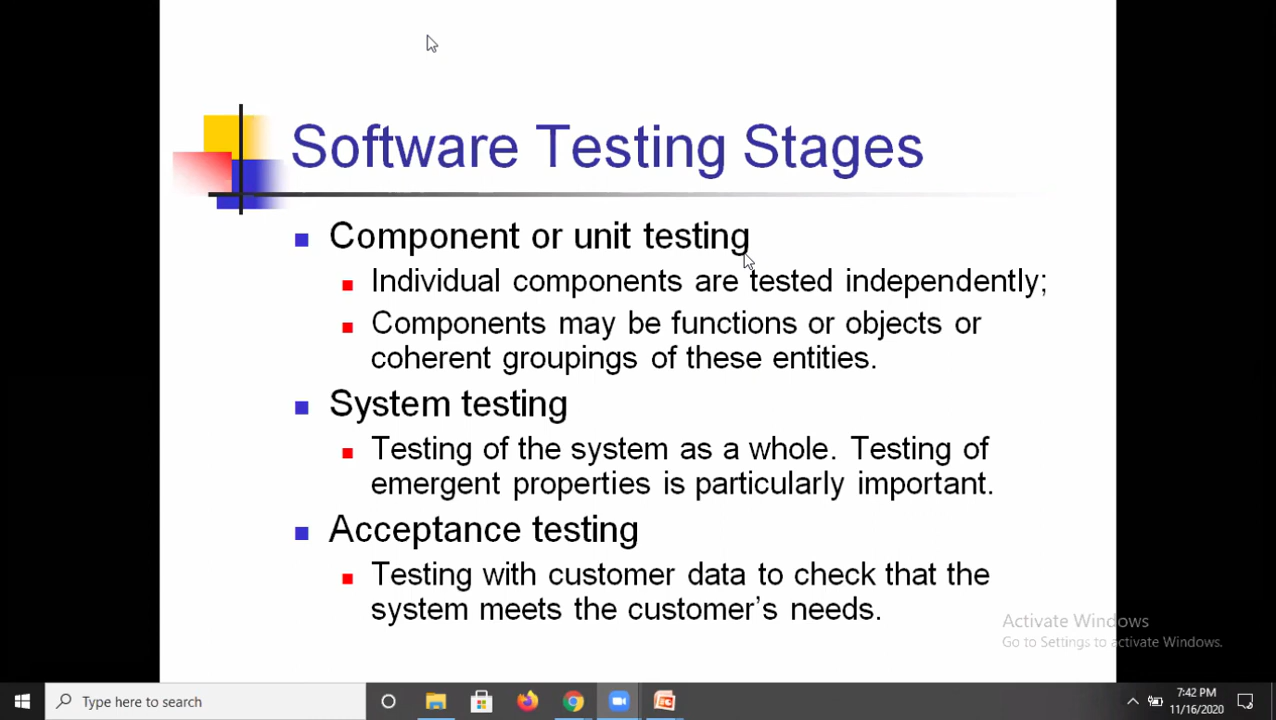 Software Testing Stages
Component or unit testing
Individual components are tested independently;
Components may be functions or objects or
coherent groupings of these entities.
System testing
Testing of the system as a whole. Testing of
emergent properties is particularly important.
Acceptance testing
Testing with customer data to check that the
system meets the customer’s needs.
Activate Windows
Go to Settings to activate Windows.
Type here to search
7:42 PM
11/16/2020